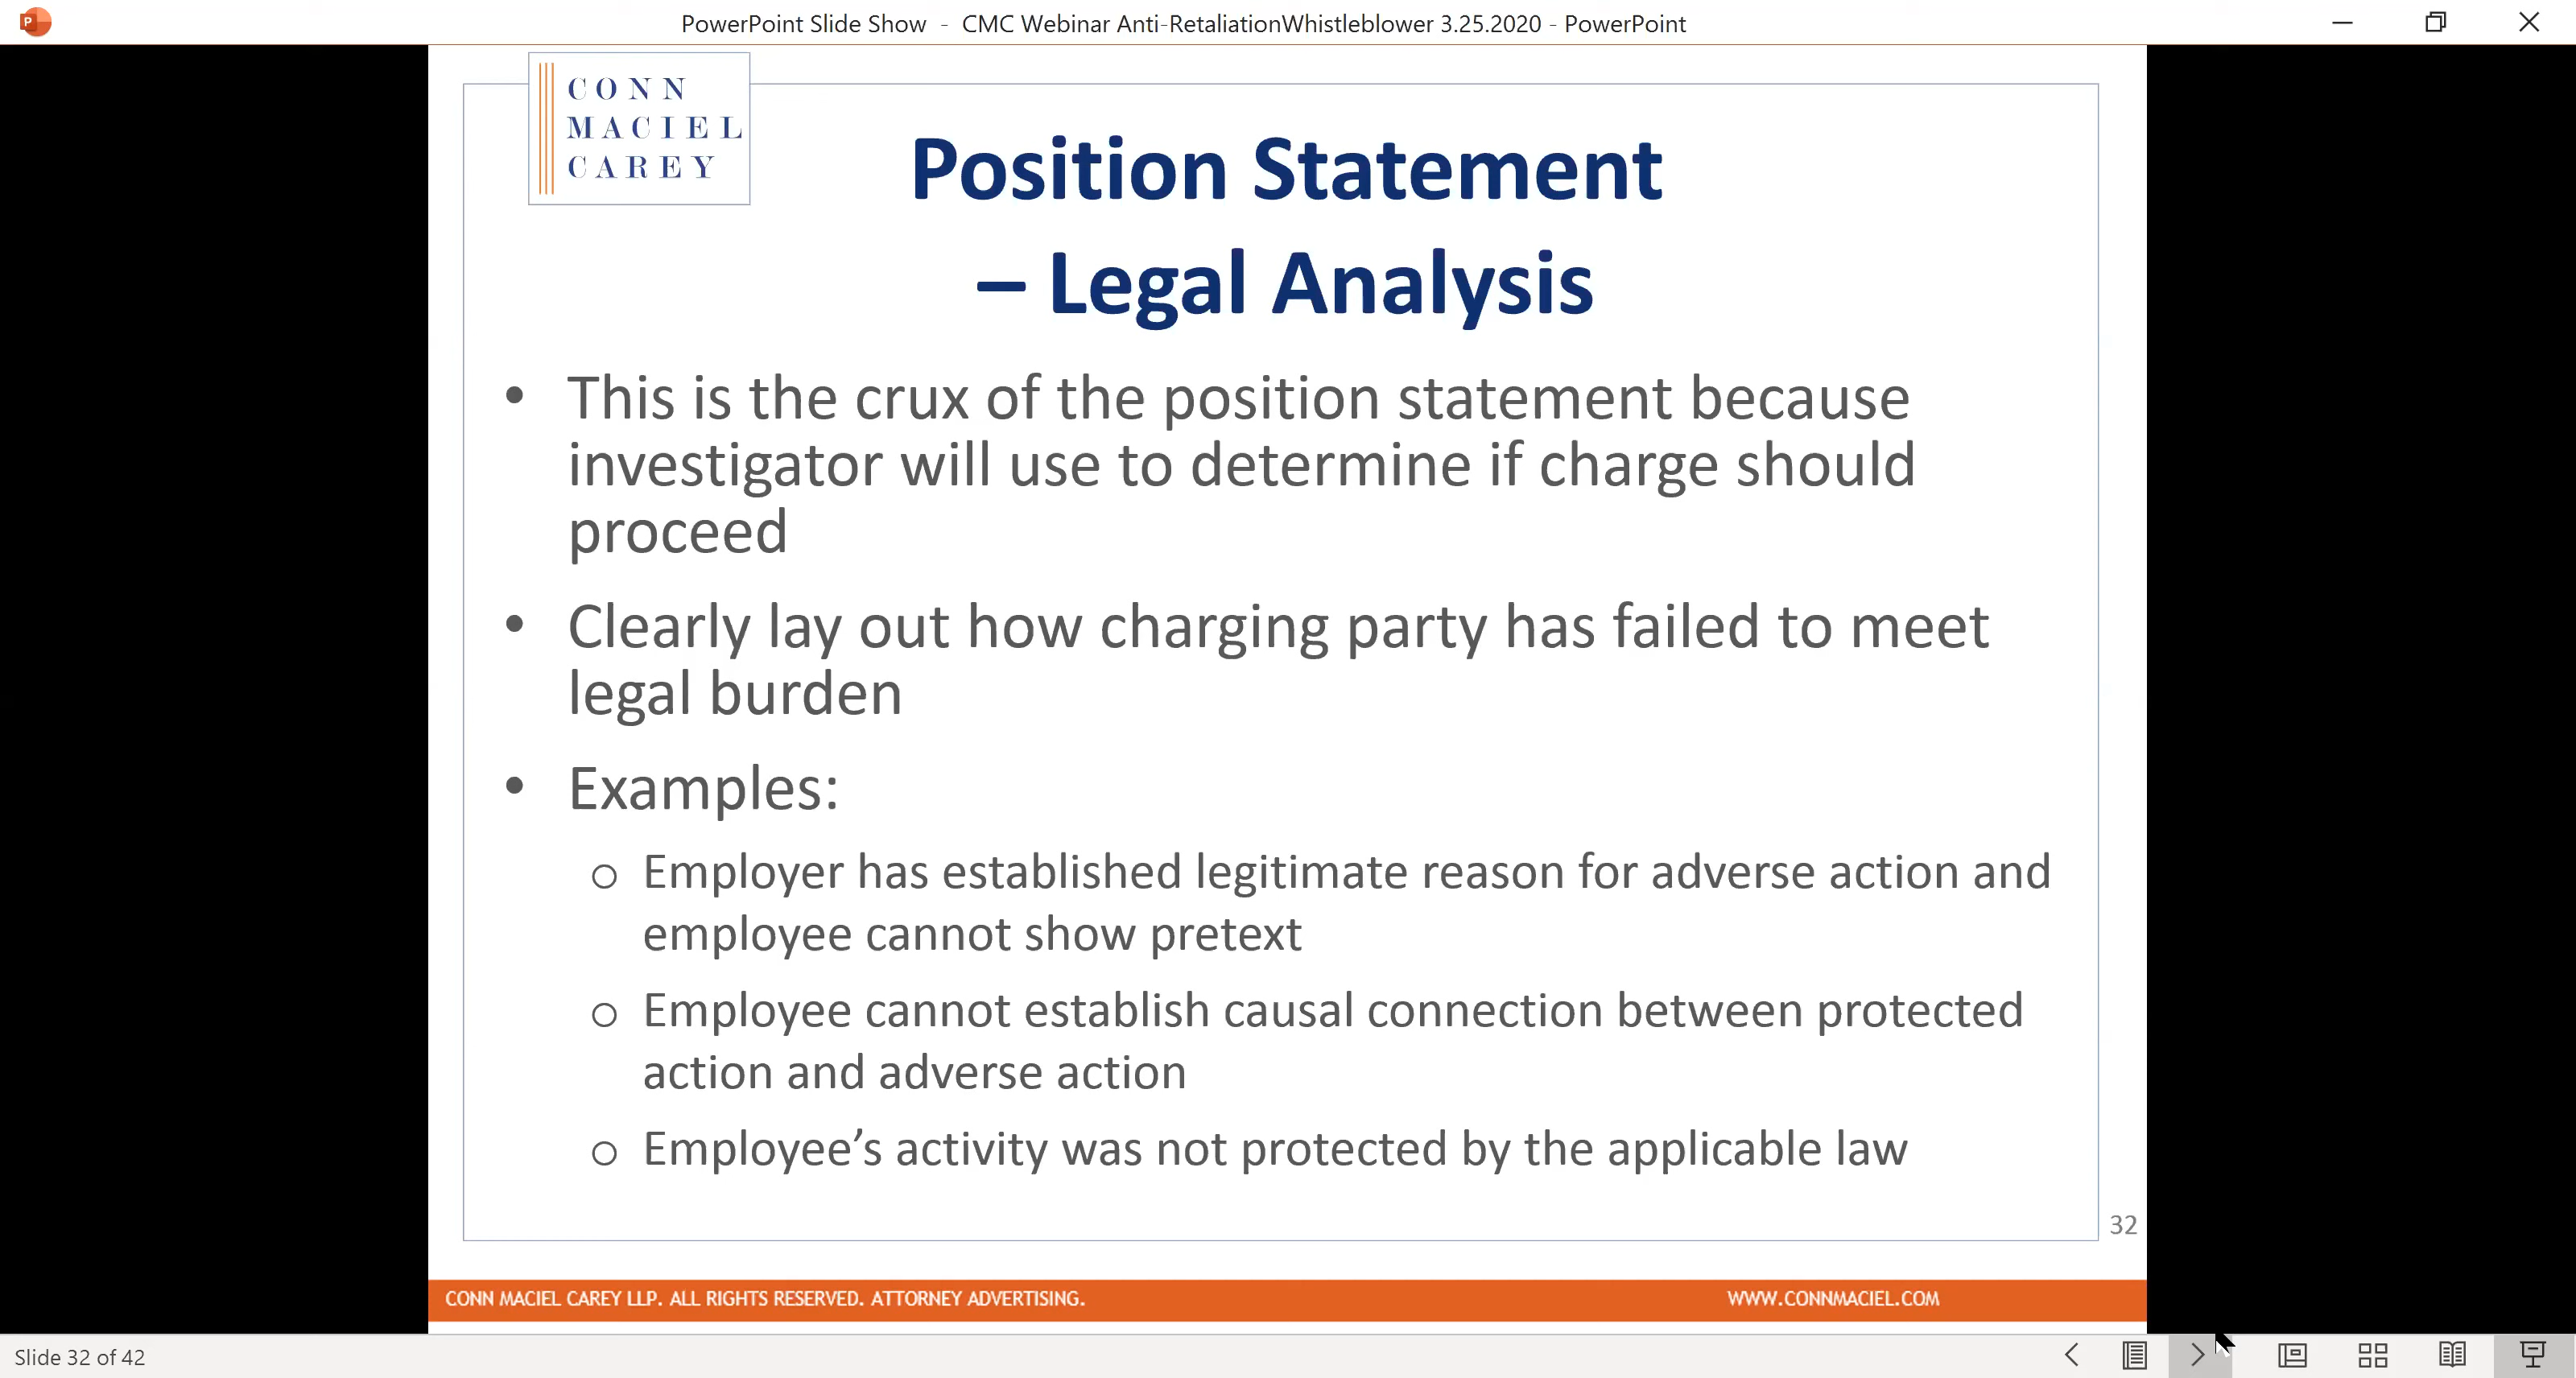 PowerPoint Slide Show - CMC Webinar Anti-RetaliationWhistleblower 3.25.2020 - PowerPoint
CONN
MACIEL
CAREY
Position Statement
– Legal Analysis
• This is the crux of the position statement because
investigator will use to determine if charge should
proceed
• Clearly lay out how charging party has failed to meet
legal burden
• Examples:
o Employer has established legitimate reason for adverse action and
employee cannot show pretext
o Employee cannot establish causal connection between protected
action and adverse action
o Employee’s activity was not protected by the applicable law
32
CONN MACIEL CAREY LLP. ALL RIGHTS RESERVED. ATTORNEY ADVERTISING.
WWW.CONNMACIEL.COM
Slide 32 of 42